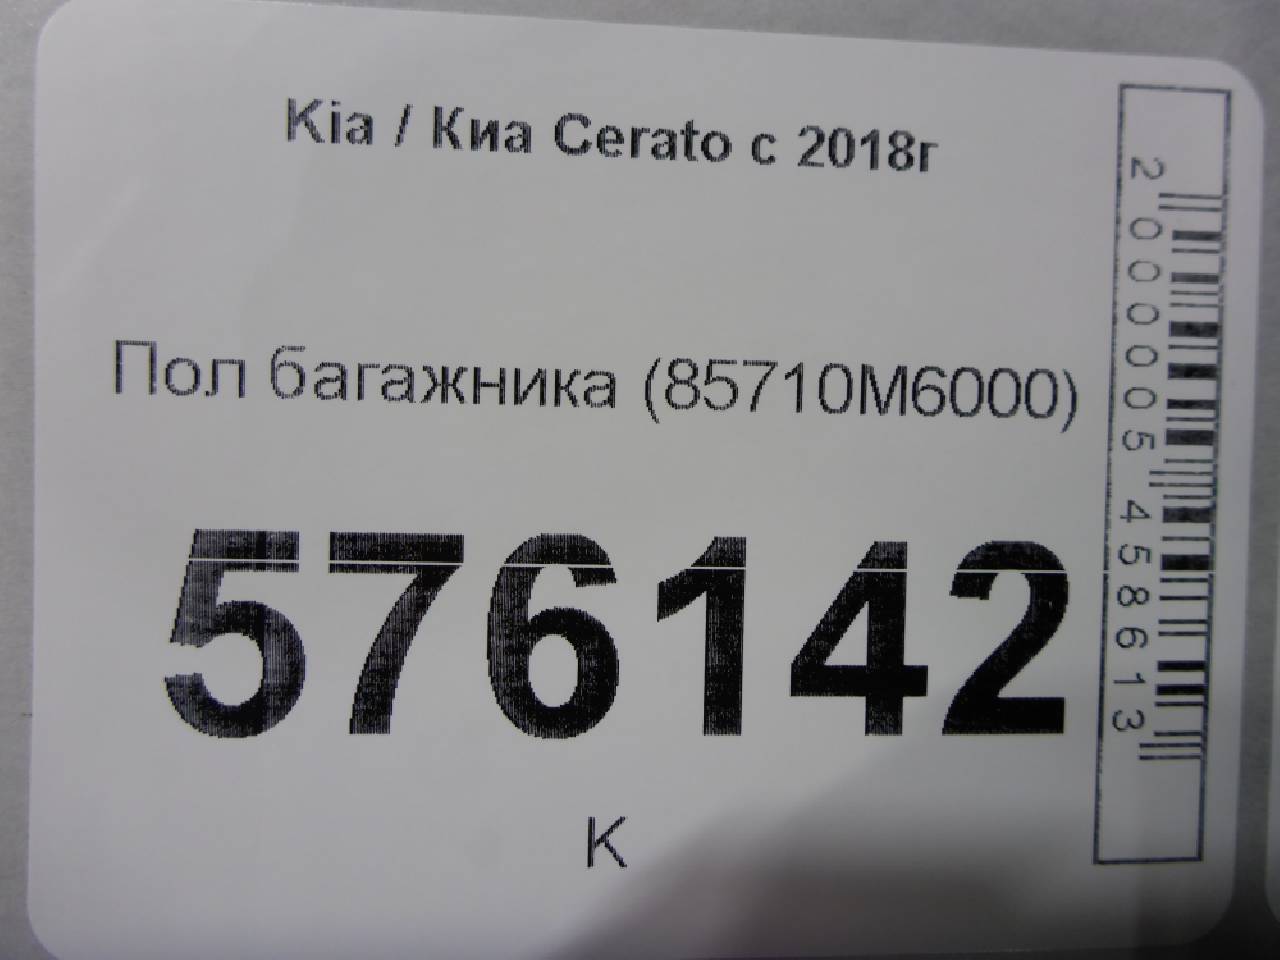 Kia / Киа Cerato с 2018г
Пол багажника (85710M6000)
576142
К
2000005458613